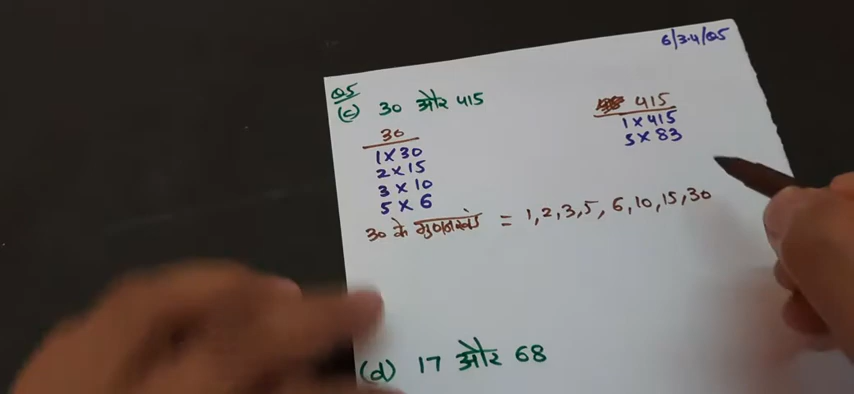 6/3.4/Q5
Q5
(c) 30 और 415
30
1 x 30
2 x 15
3 x 10
5 x 6
415
1 x 415
5 x 83
30 के गुणनखंड = 1, 2, 3, 5, 6, 10, 15, 30
(d) 17 और 68